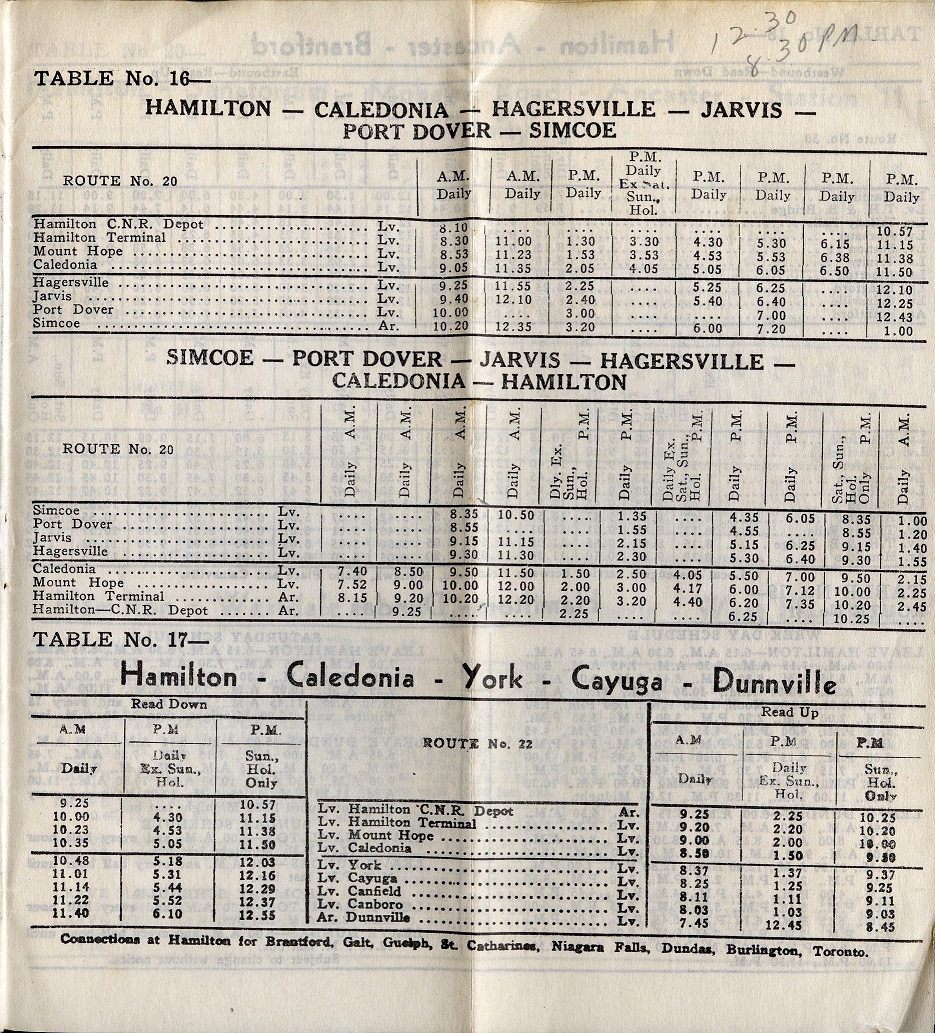 12 30
8 30 PM
TABLE No. 16—
HAMILTON — CALEDONIA — HAGERSVILLE — JARVIS —
PORT DOVER — SIMCOE
ROUTE No. 20 | A.M. Daily | A.M. Daily | P.M. Daily | P.M. Daily Ex Sat. Sun., Hol. | P.M. Daily | P.M. Daily | P.M. Daily | P.M. Daily
Hamilton C.N.R. Depot .................... Lv. 8.10 .... .... .... .... .... .... 10.57
Hamilton Terminal .................... Lv. 8.30 11.00 1.30 3.30 4.30 5.30 6.15 11.15
Mount Hope .................... Lv. 8.53 11.23 1.53 3.53 4.53 5.53 6.38 11.38
Caledonia .................... Lv. 9.05 11.35 2.05 4.05 5.05 6.05 6.50 11.50
Hagersville .................... Lv. 9.25 11.55 2.25 .... 5.25 6.25 .... 12.10
Jarvis .................... Lv. 9.40 12.10 2.40 .... 5.40 6.40 .... 12.25
Port Dover .................... Lv. 10.00 .... 3.00 .... .... 7.00 .... 12.43
Simcoe .................... Ar. 10.20 12.35 3.20 .... 6.00 7.20 .... 1.00
SIMCOE — PORT DOVER — JARVIS — HAGERSVILLE —
CALEDONIA — HAMILTON
ROUTE No. 20 | Daily A.M. | Daily A.M. | Daily A.M. | Daily A.M. | Dly. Ex. Sun., Hol. P.M. | Daily P.M. | Daily Ex. Sat., Sun., Hol. P.M. | Daily P.M. | Daily P.M. | Sat., Sun., Hol. Only P.M. | Daily A.M.
Simcoe .................... Lv. .... .... 8.35 10.50 .... 1.35 .... 4.35 6.05 8.35 1.00
Port Dover .................... Lv. .... .... 8.55 .... 1.55 .... 4.55 .... 8.55 1.20
Jarvis .................... Lv. .... .... 9.15 11.15 .... 2.15 .... 5.15 6.25 9.15 1.40
Hagersville .................... Lv. .... .... 9.30 11.30 .... 2.30 .... 5.30 6.40 9.30 1.55
Caledonia .................... Lv. 7.40 8.50 9.50 11.50 1.50 2.50 4.05 5.50 7.00 9.50 2.15
Mount Hope .................... Lv. 7.52 9.00 10.00 12.00 2.00 3.00 4.17 6.00 7.12 10.00 2.25
Hamilton Terminal .................... Ar. 8.15 9.20 10.20 12.20 2.20 3.20 4.40 6.20 7.35 10.20 2.45
Hamilton—C.N.R. Depot ...... Ar. .... 9.25 .... .... 2.25 .... .... 6.25 .... 10.25 ....
TABLE No. 17—
Hamilton - Caledonia - York - Cayuga - Dunnville
Read Down | ROUTE No. 22 | Read Up
A.M Daily | P.M Daily Ex. Sun., Hol. | P.M. Sun., Hol. Only | A.M Daily | P.M Daily Ex. Sun., Hol. | P.M Sun., Hol. Only
9.25 .... 10.57 Lv. Hamilton C.N.R. Depot Ar. 9.25 2.25 10.25
10.00 4.30 11.15 Lv. Hamilton Terminal .................... Lv. 9.20 2.20 10.20
10.23 4.53 11.38 Lv. Mount Hope .................... Lv. 9.00 2.00 10.00
10.35 5.05 11.50 Lv. Caledonia .................... Lv. 8.50 1.50 9.50
10.48 5.18 12.03 Lv. York .................... Lv. 8.37 1.37 9.37
11.01 5.31 12.16 Lv. Cayuga .................... Lv. 8.25 1.25 9.25
11.14 5.44 12.29 Lv. Canfield .................... Lv. 8.11 1.11 9.11
11.22 5.52 12.37 Lv. Canboro .................... Lv. 8.03 1.03 9.03
11.40 6.10 12.55 Ar. Dunnville .................... Lv. 7.45 12.45 8.45
Connections at Hamilton for Brantford, Galt, Guelph, St. Catharines, Niagara Falls, Dundas, Burlington, Toronto.